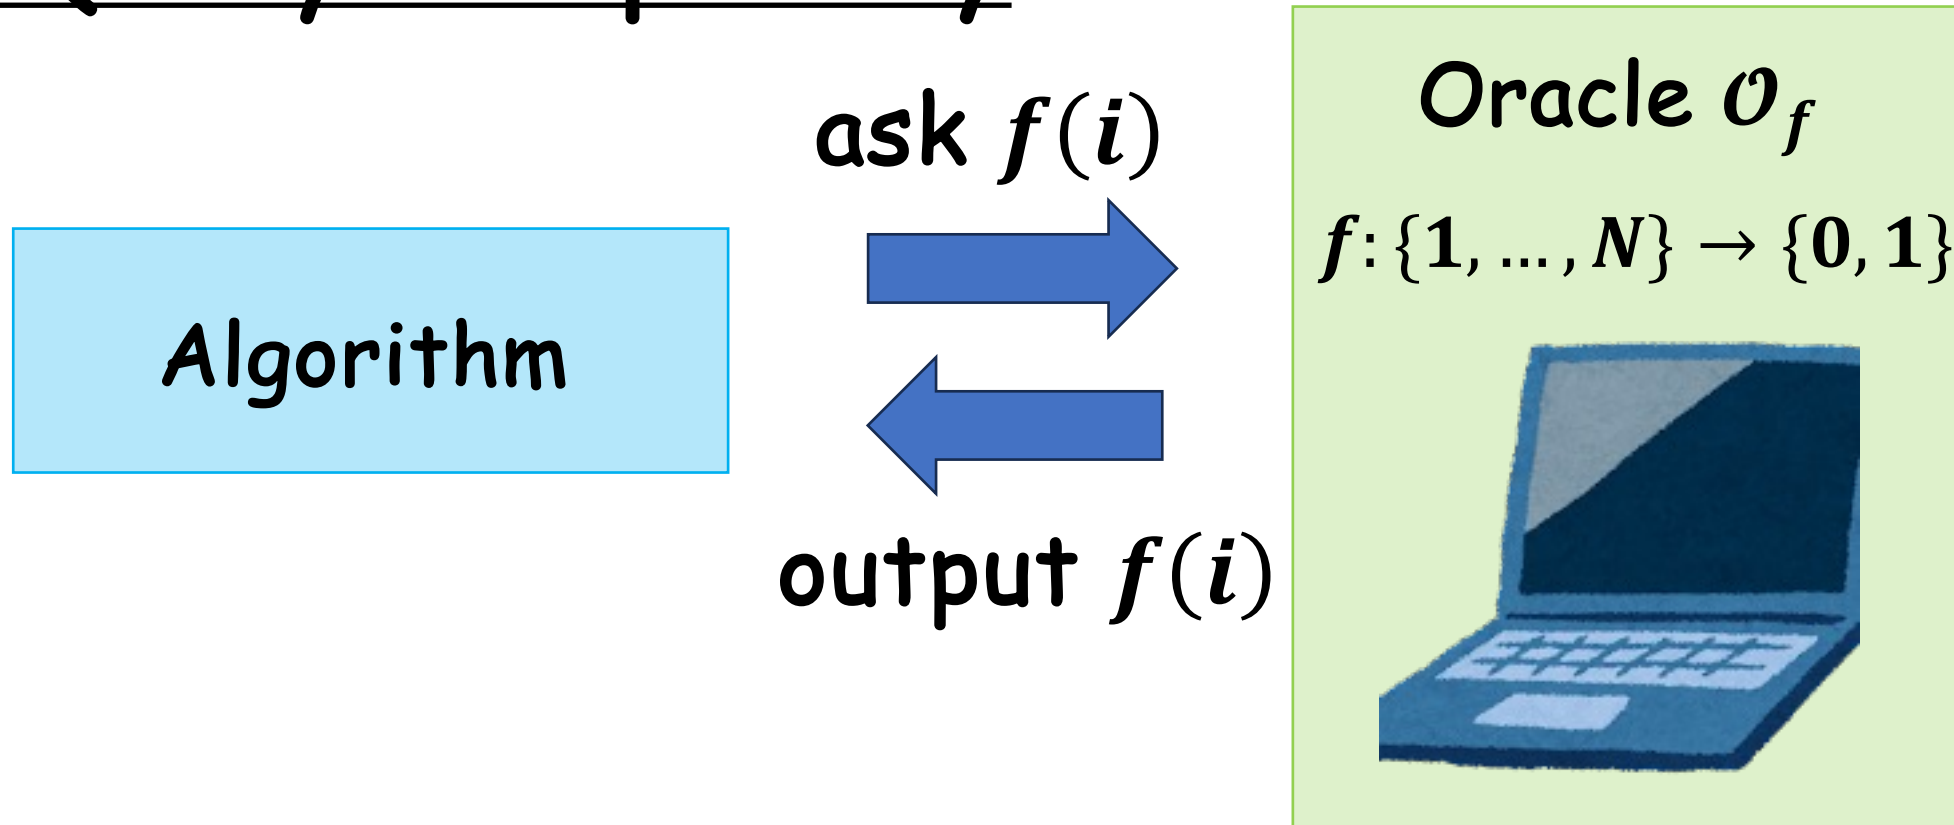 ask f(i)
Algorithm
output f(i)
Oracle 𝒪_f
f: {1, …, N} → {0, 1}